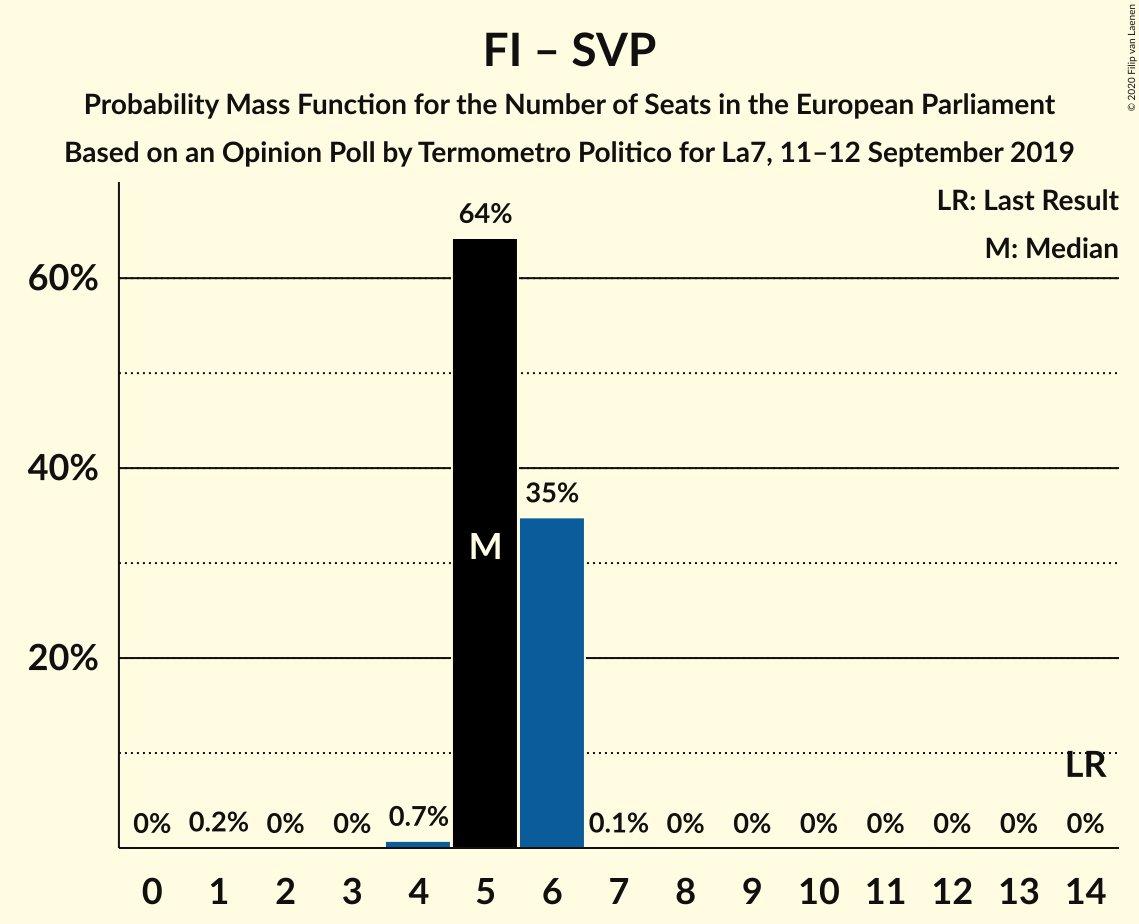 FI – SVP
Probability Mass Function for the Number of Seats in the European Parliament
Based on an Opinion Poll by Termometro Politico for La7, 11–12 September 2019
© 2020 Filip van Laenen
LR: Last Result
M: Median
60%
40%
20%
64%
35%
M
LR
0% 0.2% 0% 0% 0.7% 0.1% 0% 0% 0% 0% 0% 0% 0%
0 1 2 3 4 5 6 7 8 9 10 11 12 13 14